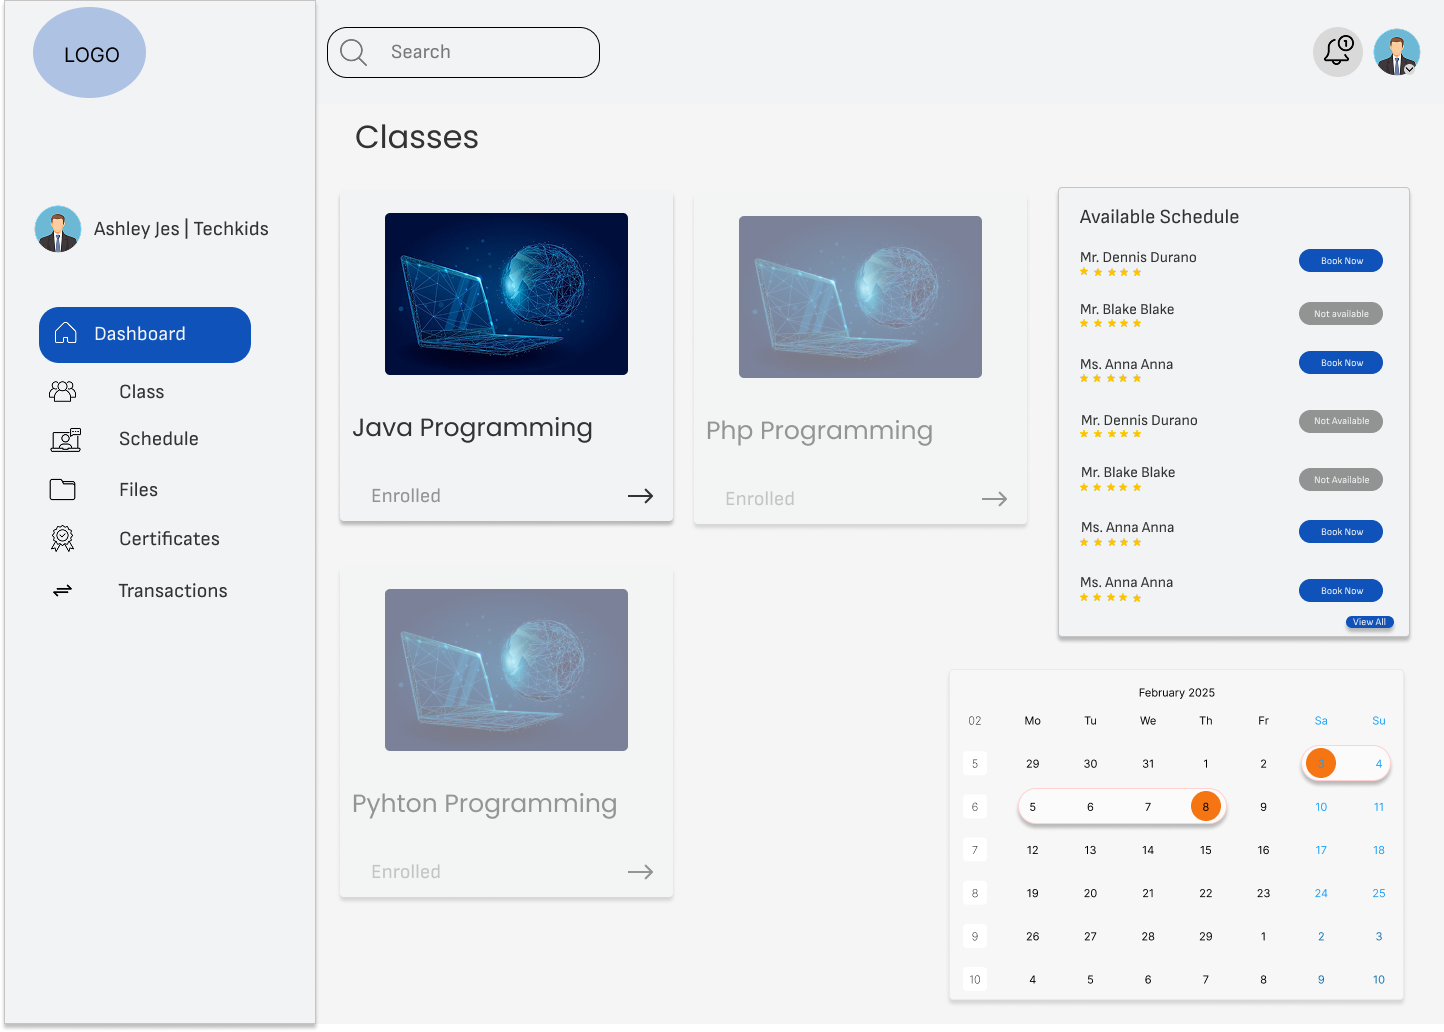 LOGO
Search
1
Classes
Ashley Jes | Techkids
Dashboard
Class
Schedule
Files
Certificates
Transactions
Java Programming
Enrolled
Php Programming
Enrolled
Pyhton Programming
Enrolled
Available Schedule
Mr. Dennis Durano
Book Now
Mr. Blake Blake
Not available
Ms. Anna Anna
Book Now
Mr. Dennis Durano
Not Available
Mr. Blake Blake
Not Available
Ms. Anna Anna
Book Now
Ms. Anna Anna
Book Now
View All
February 2025
02 Mo Tu We Th Fr Sa Su
5 29 30 31 1 2 3 4
6 5 6 7 8 9 10 11
7 12 13 14 15 16 17 18
8 19 20 21 22 23 24 25
9 26 27 28 29 1 2 3
10 4 5 6 7 8 9 10